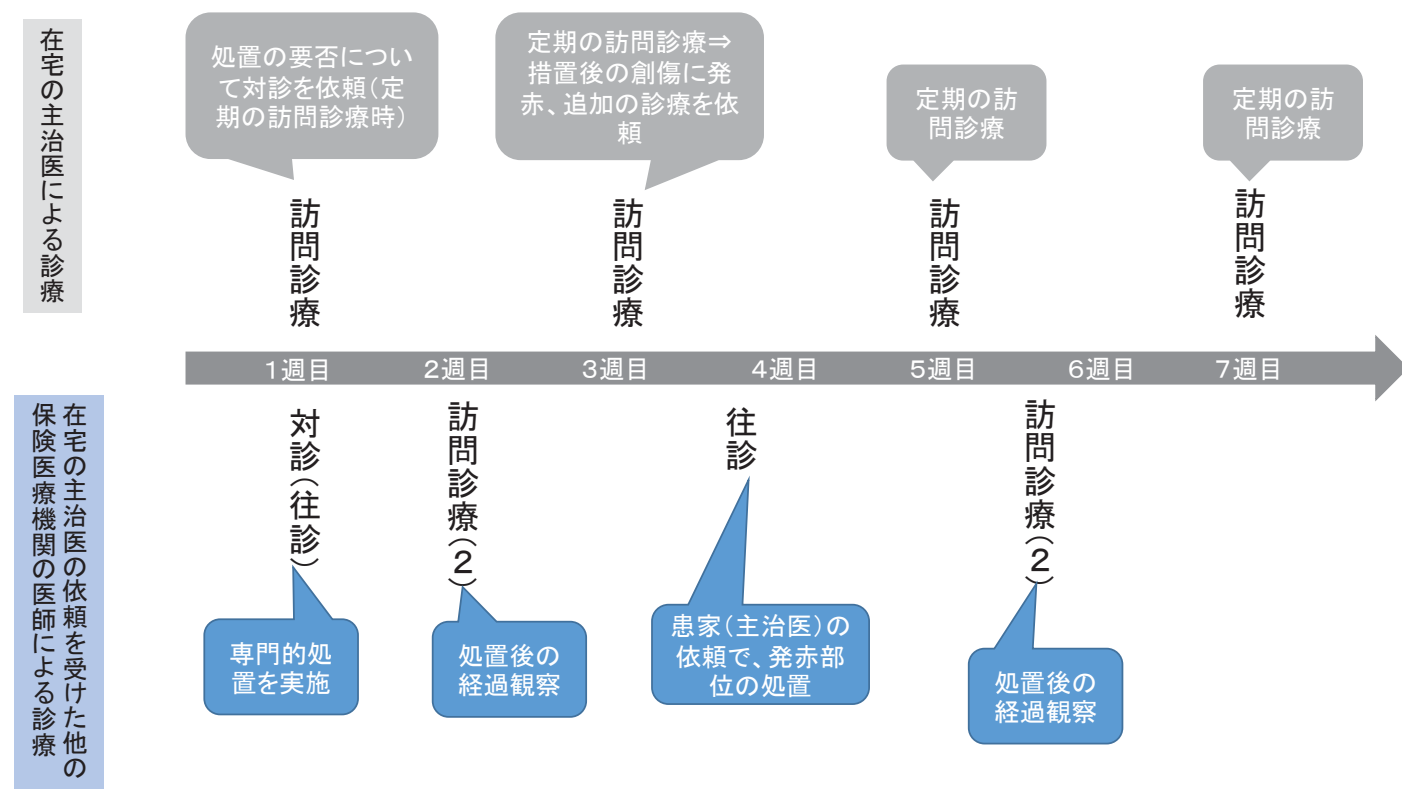 在宅の主治医による診療
処置の要否につい
て対診を依頼(定
期の訪問診療時)
定期の訪問診療⇒
措置後の創傷に発
赤、追加の診療を依
頼
定期の訪
問診療
定期の訪
問診療
訪問診療
訪問診療
訪問診療
訪問診療
1週目
2週目
3週目
4週目
5週目
6週目
7週目
在宅の主治医の依頼を受けた他の
保険医療機関の医師による診療
対診(往診)
訪問診療(2)
往診
訪問診療(2)
専門的処
置を実施
処置後の
経過観察
患家(主治医)の
依頼で、発赤部
位の処置
処置後の
経過観察